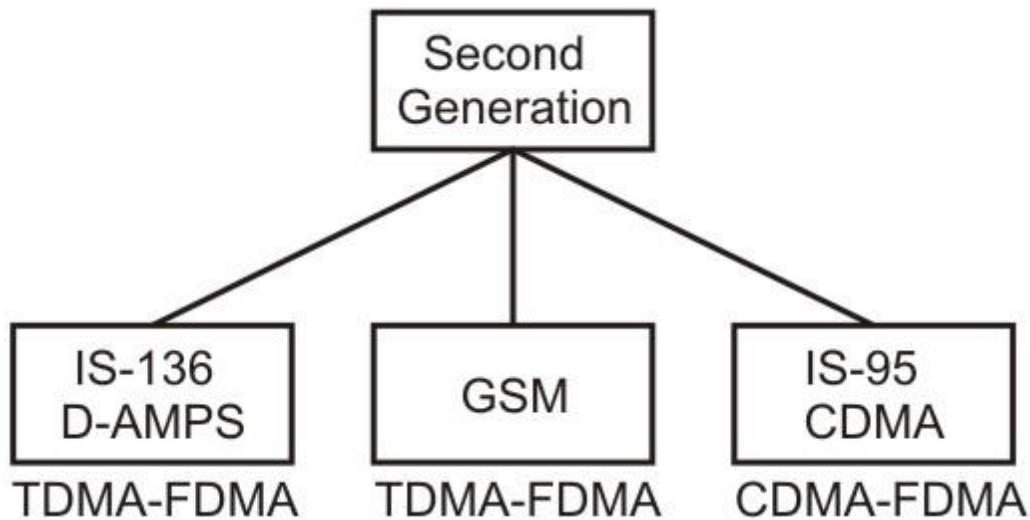 Second
Generation
IS-136
D-AMPS
GSM
IS-95
CDMA
TDMA-FDMA
TDMA-FDMA
CDMA-FDMA